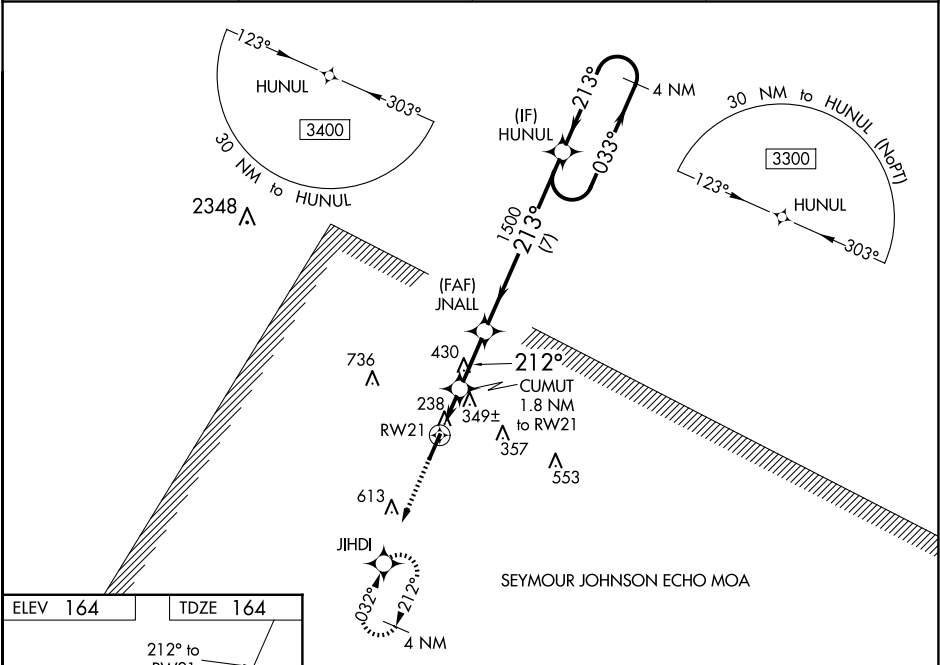 123°
HUNUL
303°
3400
30 NM to HUNUL
2348
213°
4 NM
(IF)
HUNUL
033°
30 NM to HUNUL (NoPT)
3300
123°
HUNUL
303°
1500
213°
(7)
(FAF)
JNALL
736
430
212°
CUMUT
1.8 NM
to RW21
238
349±
RW21
357
553
613
JIHDI
032°
212°
4 NM
SEYMOUR JOHNSON ECHO MOA
ELEV 164
TDZE 164
212° to
RW21